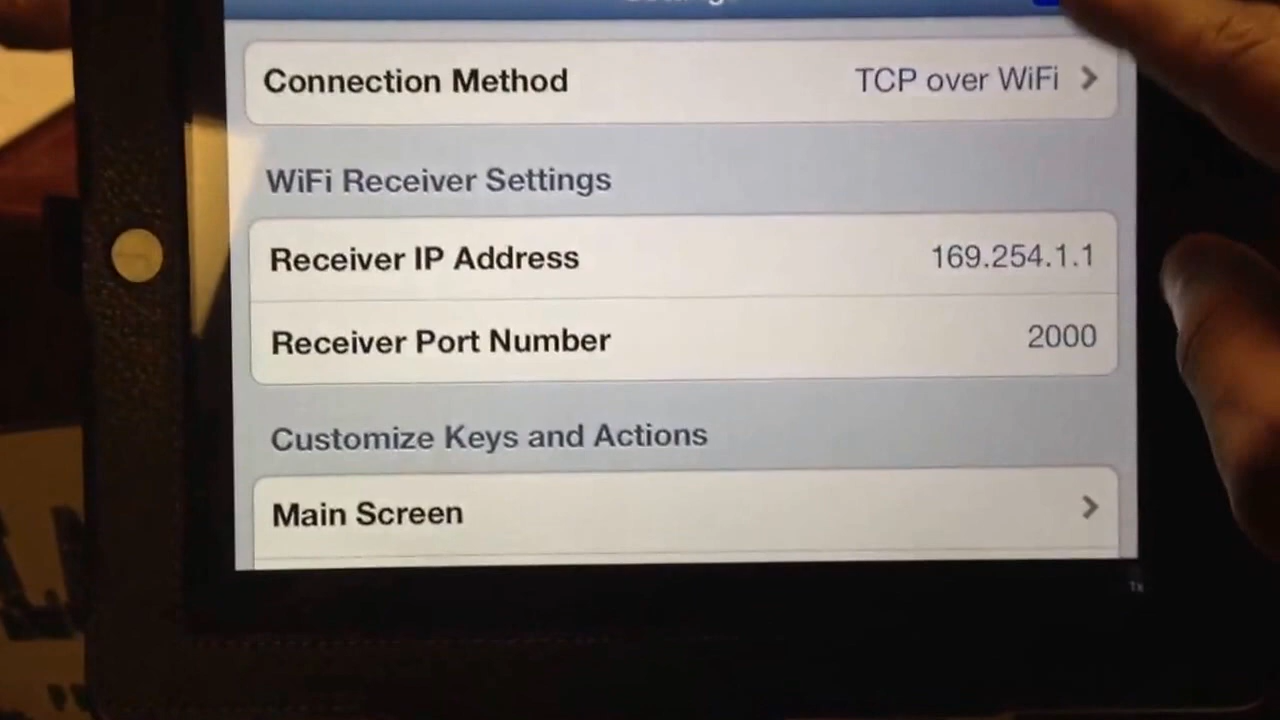 Connection Method TCP over WiFi
WiFi Receiver Settings
Receiver IP Address 169.254.1.1
Receiver Port Number 2000
Customize Keys and Actions
Main Screen